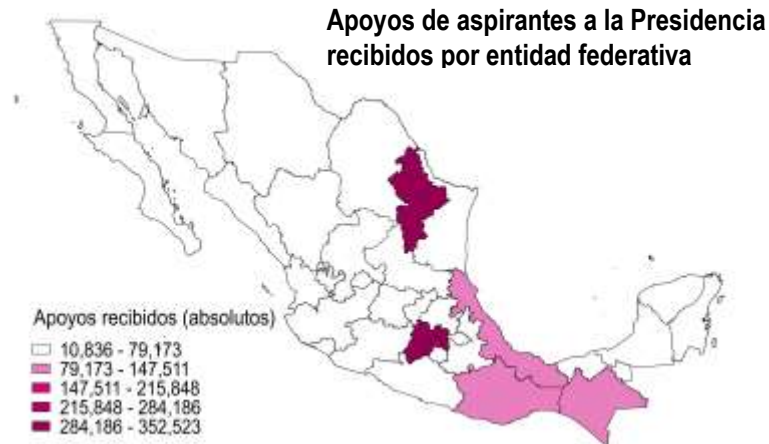 Apoyos de aspirantes a la Presidencia
recibidos por entidad federativa
Apoyos recibidos (absolutos)
10,836 - 79,173
79,173 - 147,511
147,511 - 215,848
215,848 - 284,186
284,186 - 352,523